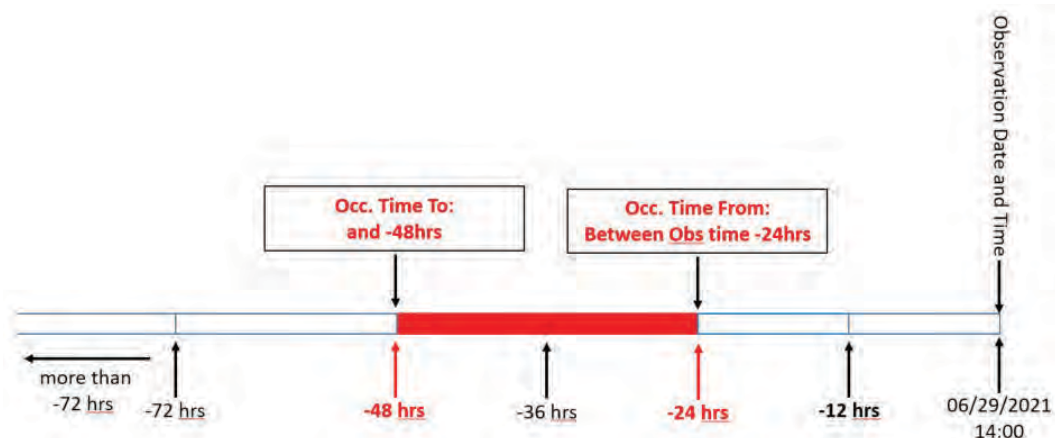 Observation Date and Time
Occ. Time To:
and -48hrs
Occ. Time From:
Between Obs time -24hrs
more than
-72 hrs
-72 hrs
-48 hrs
-36 hrs
-24 hrs
-12 hrs
06/29/2021
14:00